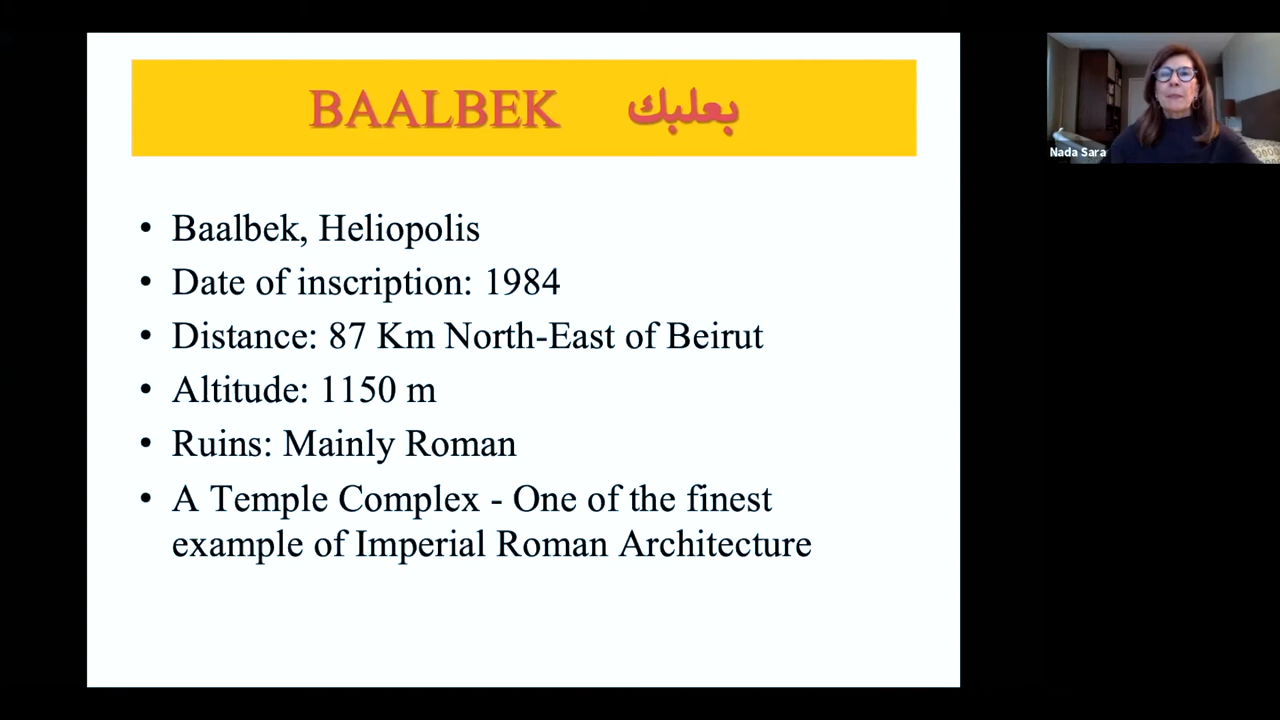 BAALBEK بعلبك
Nada Sara
• Baalbek, Heliopolis
• Date of inscription: 1984
• Distance: 87 Km North-East of Beirut
• Altitude: 1150 m
• Ruins: Mainly Roman
• A Temple Complex - One of the finest
example of Imperial Roman Architecture